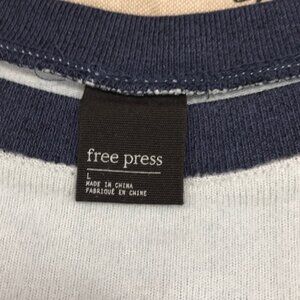 free press
L
MADE IN CHINA
FABRIQUÉ EN CHINE